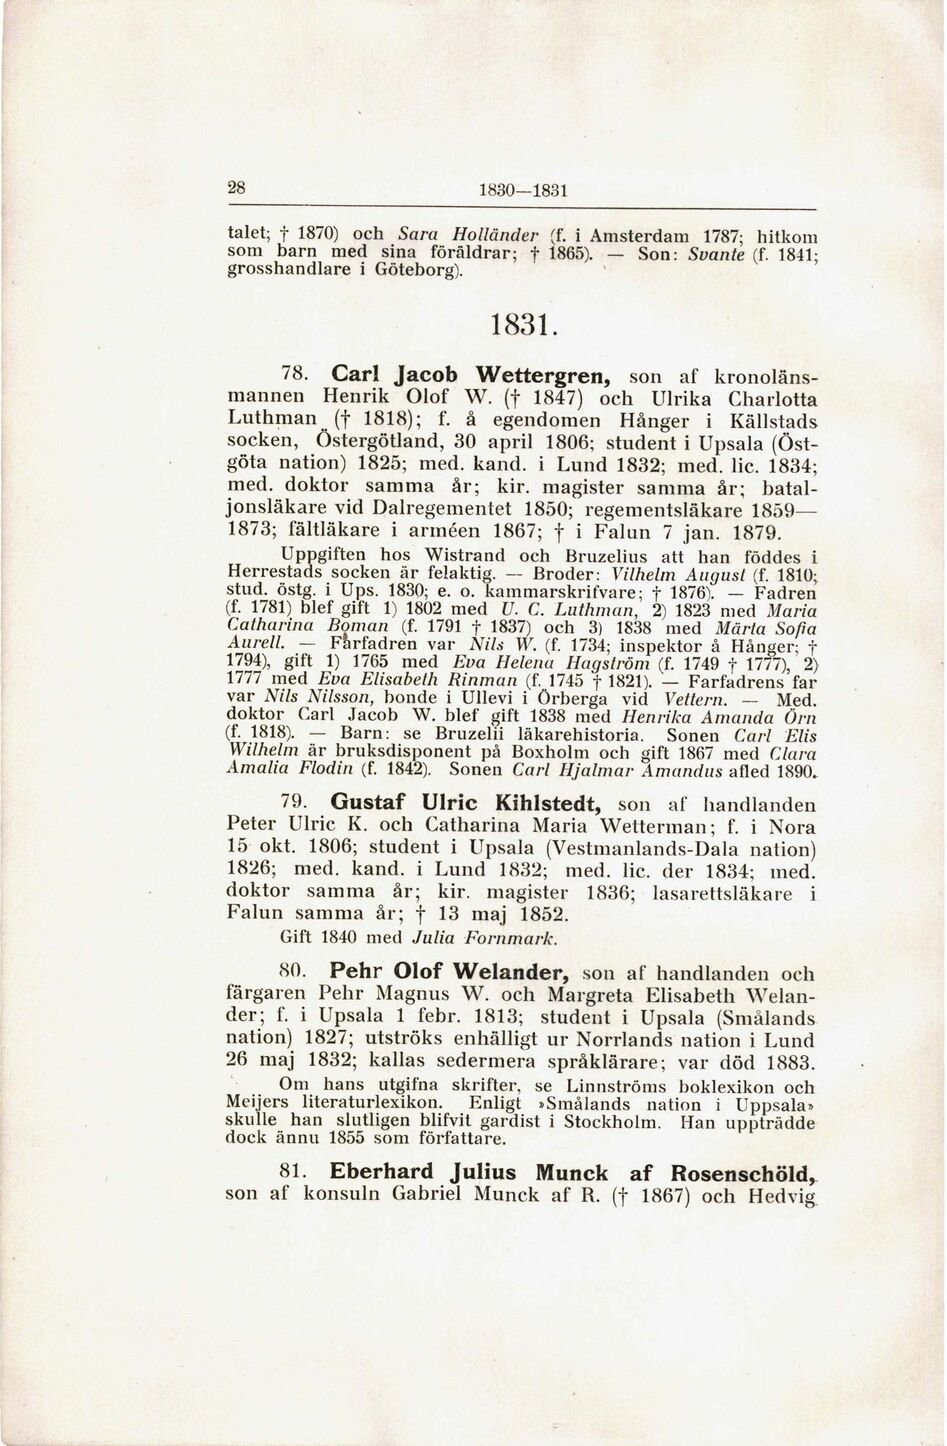 28
1830—1831
talet; † 1870) och Sara Holländer (f. i Amsterdam 1787; hitkom
som barn med sina föräldrar; † 1865). — Son: Svante (f. 1841;
grosshandlare i Göteborg).
1831.
78. Carl Jacob Wettergren, son af kronoläns-
mannen Henrik Olof W. († 1847) och Ulrika Charlotta
Luthman († 1818); f. å egendomen Hånger i Källstads
socken, Östergötland, 30 april 1806; student i Upsala (Öst-
göta nation) 1825; med. kand. i Lund 1832; med. lic. 1834;
med. doktor samma år; kir. magister samma år; batal-
jonsläkare vid Dalregementet 1850; regementsläkare 1859—
1873; fältläkare i arméen 1867; † i Falun 7 jan. 1879.
Uppgiften hos Wistrand och Bruzelius att han föddes i
Herrestads socken är felaktig. — Broder: Vilhelm August (f. 1810;
stud. östg. i Ups. 1830; e. o. kammarskrifvare; † 1876). — Fadren
(f. 1781) blef gift 1) 1802 med U. C. Luthman, 2) 1823 med Maria
Catharina Boman (f. 1791 † 1837) och 3) 1838 med Märta Sofia
Aurell. — Farfadren var Nils W. (f. 1734; inspektor å Hånger; †
1794), gift 1) 1765 med Eva Helena Hagström (f. 1749 † 1777), 2)
1777 med Eva Elisabeth Rinman (f. 1745 † 1821). — Farfadrens far
var Nils Nilsson, bonde i Ullevi i Örberga vid Vettern. — Med.
doktor Carl Jacob W. blef gift 1838 med Henrika Amanda Örn
(f. 1818). — Barn: se Bruzelii läkarehistoria. Sonen Carl Elis
Wilhelm är bruksdisponent på Boxholm och gift 1867 med Clara
Amalia Flodin (f. 1842). Sonen Carl Hjalmar Amandus afled 1890.
79. Gustaf Ulric Kihlstedt, son af handlanden
Peter Ulric K. och Catharina Maria Wetterman; f. i Nora
15 okt. 1806; student i Upsala (Vestmanlands-Dala nation)
1826; med. kand. i Lund 1832; med. lic. der 1834; med.
doktor samma år; kir. magister 1836; lasarettsläkare i
Falun samma år; † 13 maj 1852.
Gift 1840 med Julia Fornmark.
80. Pehr Olof Welander, son af handlanden och
färgaren Pehr Magnus W. och Margreta Elisabeth Welan-
der; f. i Upsala 1 febr. 1813; student i Upsala (Smålands
nation) 1827; utströks enhälligt ur Norrlands nation i Lund
26 maj 1832; kallas sedermera språklärare; var död 1883.
Om hans utgifna skrifter, se Linnströms boklexikon och
Meijers literaturlexikon. Enligt »Smålands nation i Uppsala»
skulle han slutligen blifvit gardist i Stockholm. Han uppträdde
dock ännu 1855 som författare.
81. Eberhard Julius Munck af Rosenschöld,
son af konsuln Gabriel Munck af R. († 1867) och Hedvig